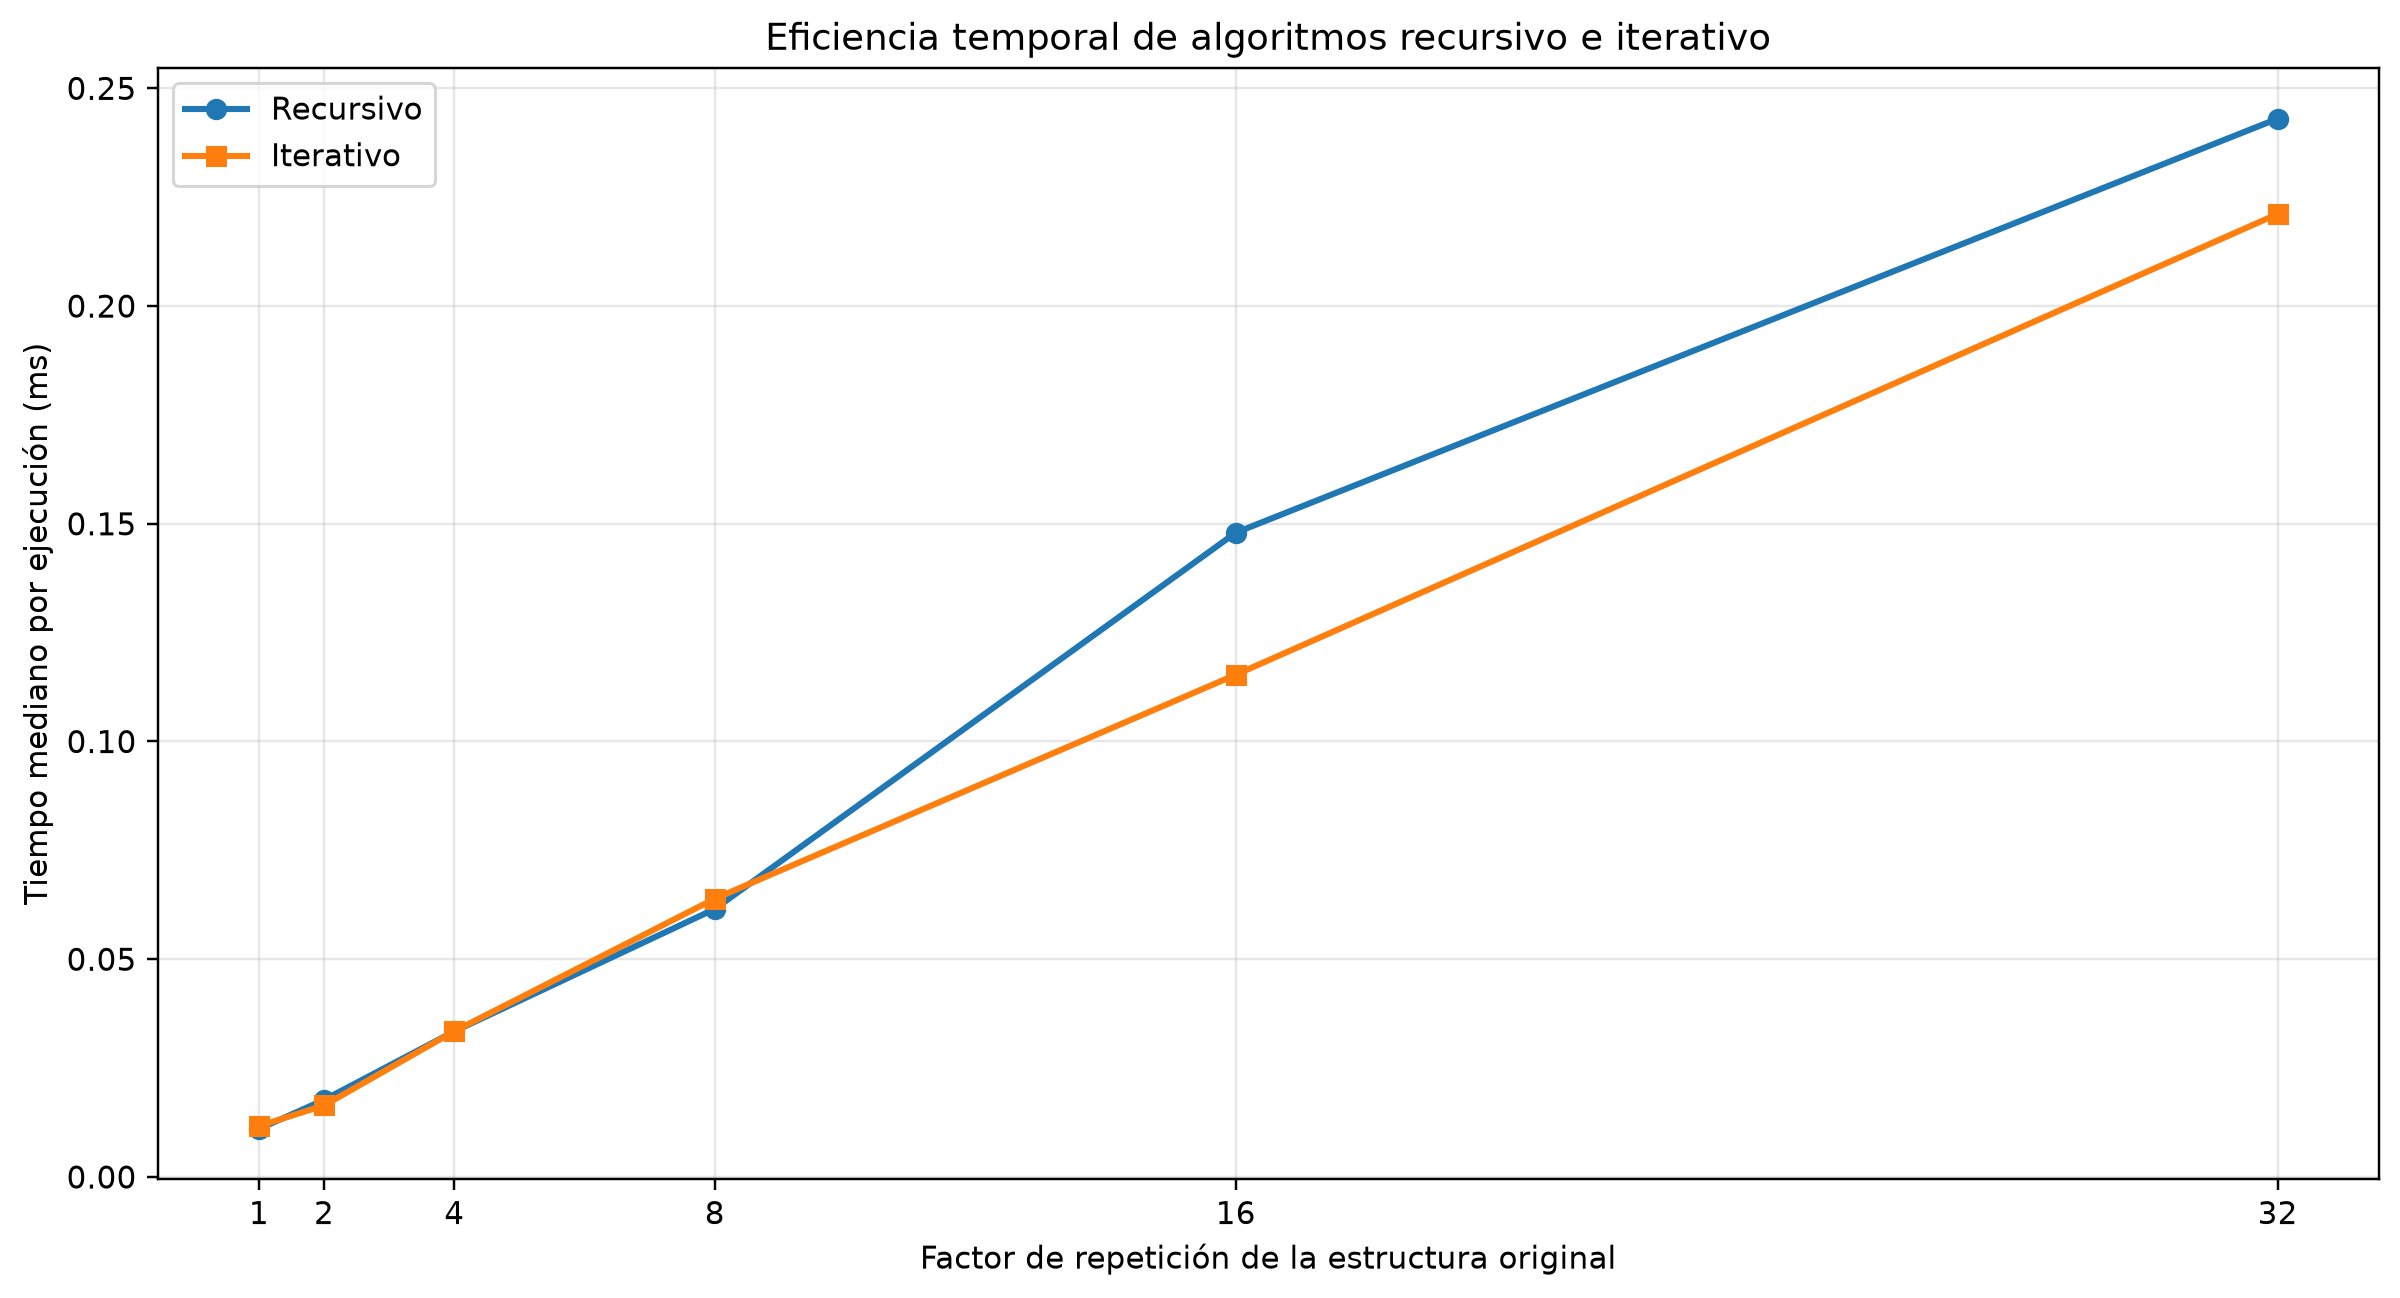 Eficiencia temporal de algoritmos recursivo e iterativo
Recursivo
Iterativo
Tiempo mediano por ejecución (ms)
0.25
0.20
0.15
0.10
0.05
0.00
1 2 4 8 16 32
Factor de repetición de la estructura original